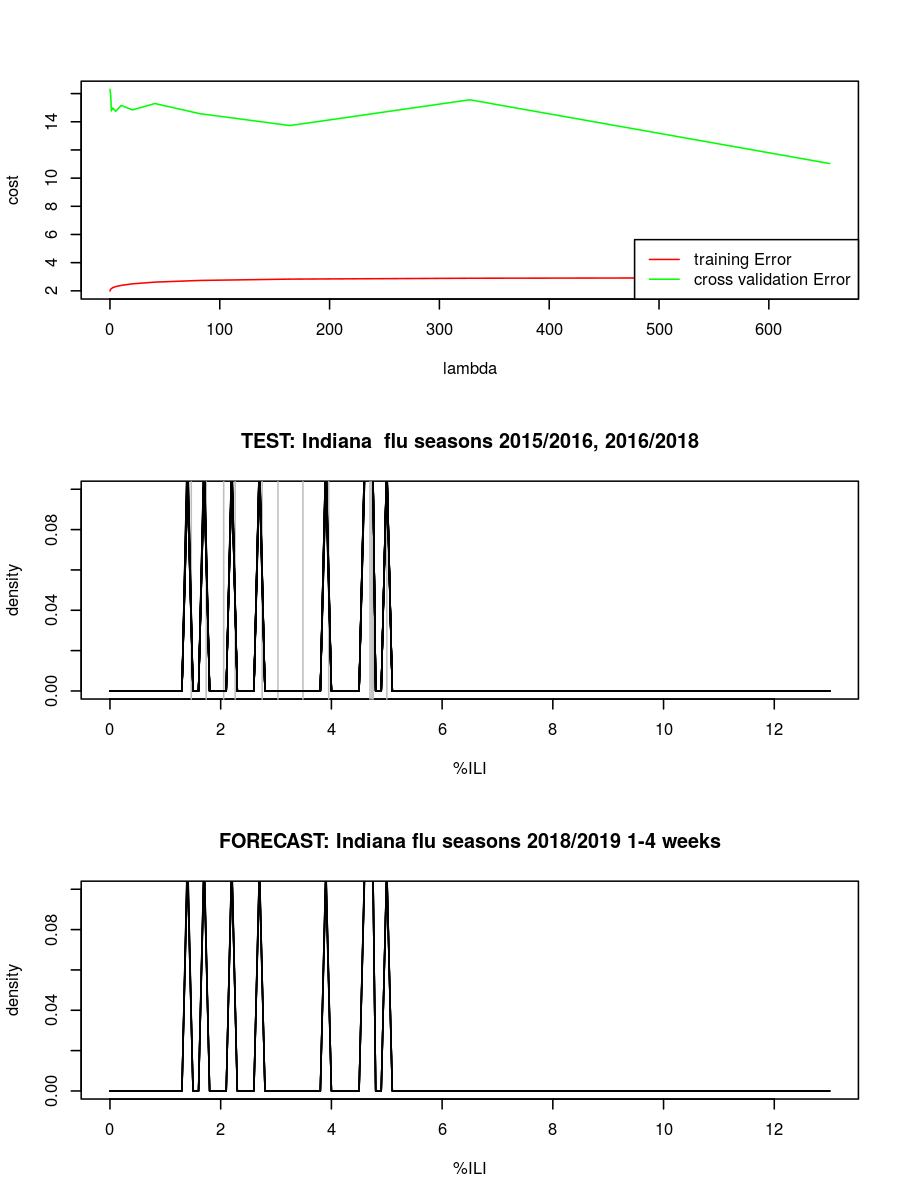 cost
14
10
8
6
4
2
training Error
cross validation Error
0 100 200 300 400 500 600
lambda
TEST: Indiana  flu seasons 2015/2016, 2016/2018
density
0.08
0.04
0.00
0 2 4 6 8 10 12
%ILI
FORECAST: Indiana flu seasons 2018/2019 1-4 weeks
density
0.08
0.04
0.00
0 2 4 6 8 10 12
%ILI